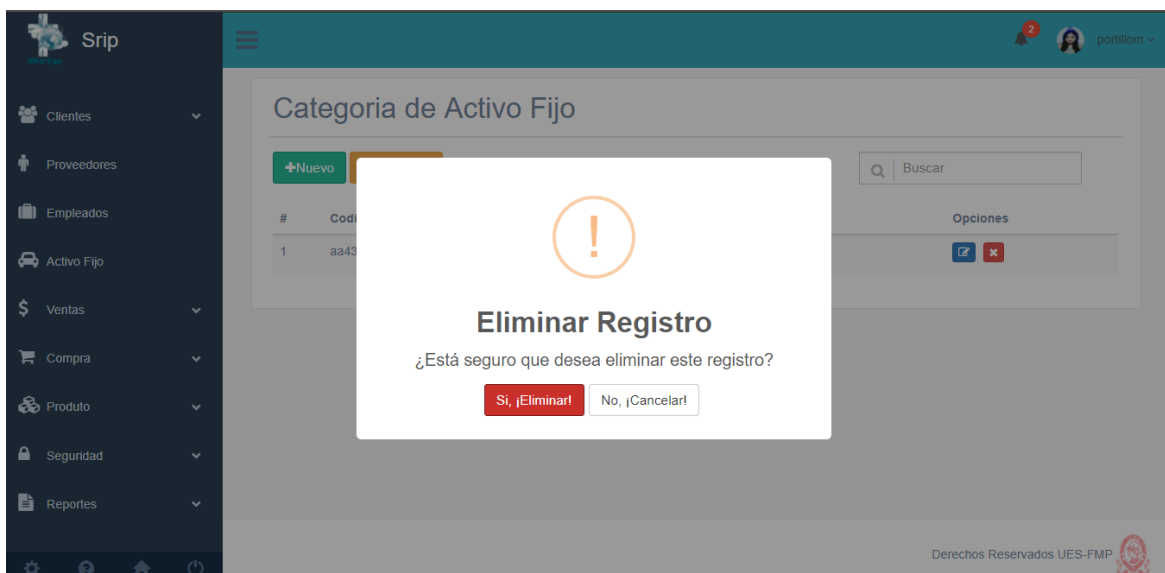 Srip
2
portillom
Clientes
Proveedores
Empleados
Activo Fijo
Ventas
Compra
Produto
Seguridad
Reportes
Categoria de Activo Fijo
+Nuevo
Buscar
# Codi Opciones
1 aa43
!
Eliminar Registro
¿Está seguro que desea eliminar este registro?
Si, ¡Eliminar! No, ¡Cancelar!
Derechos Reservados UES-FMP